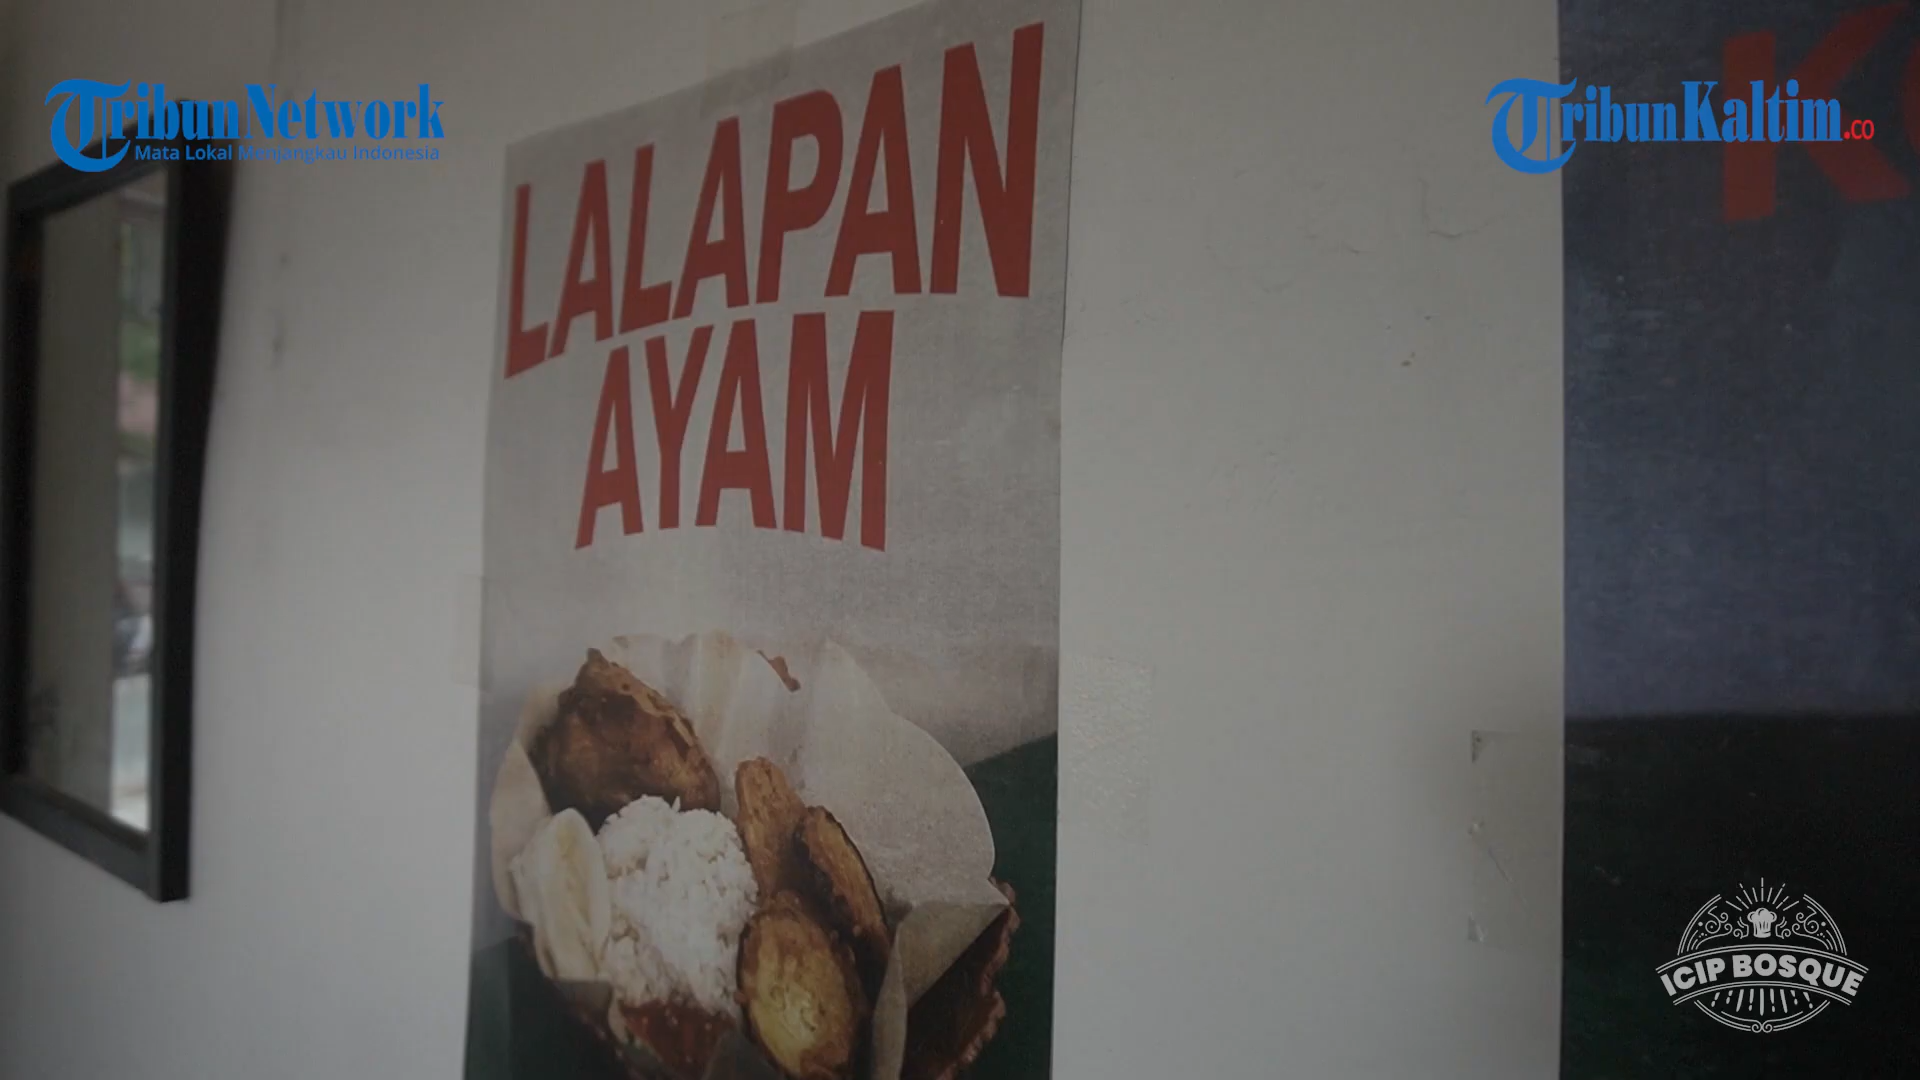 TribunNetwork
Mata Lokal Menjangkau Indonesia
TribunKaltim.co
LALAPAN
AYAM
ICIP BOSQUE